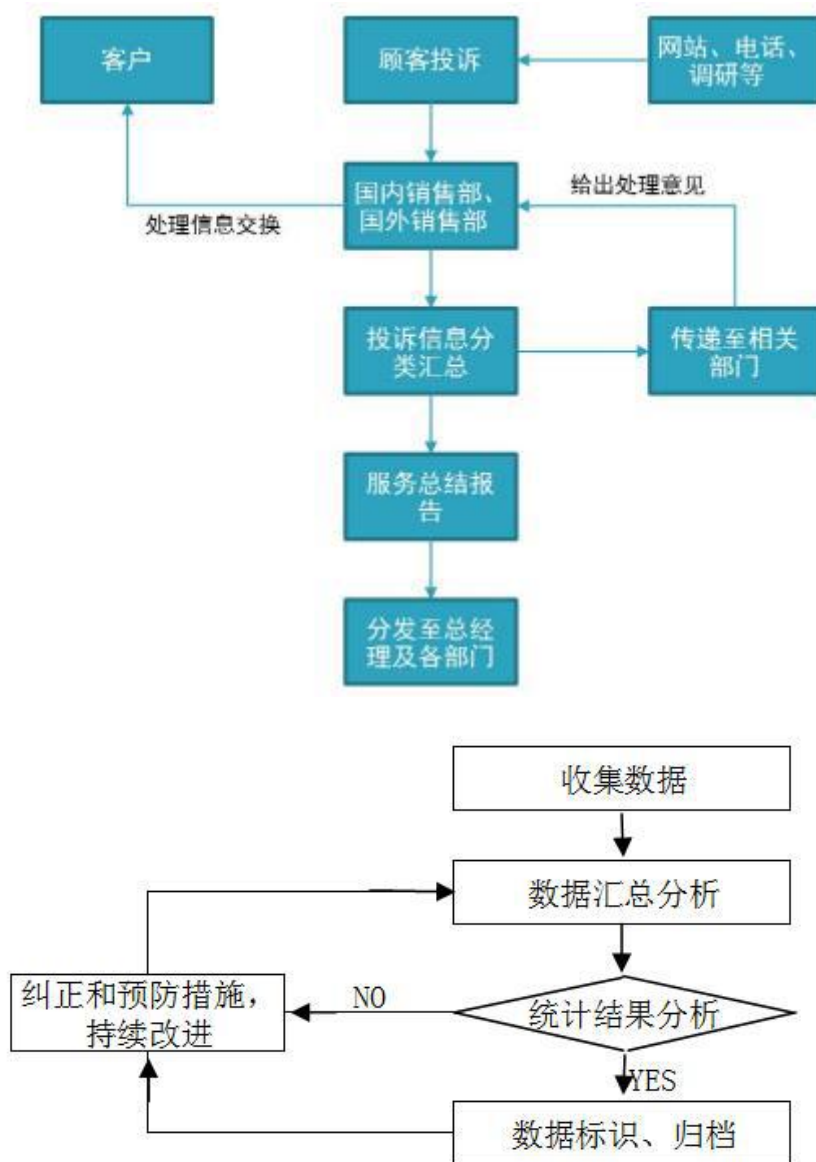 客户
顾客投诉
网站、电话、
调研等
国内销售部、
国外销售部
给出处理意见
处理信息交换
投诉信息分
类汇总
传递至相关
部门
服务总结报
告
分发至总经
理及各部门
收集数据
数据汇总分析
纠正和预防措施，
持续改进
NO
统计结果分析
YES
数据标识、归档